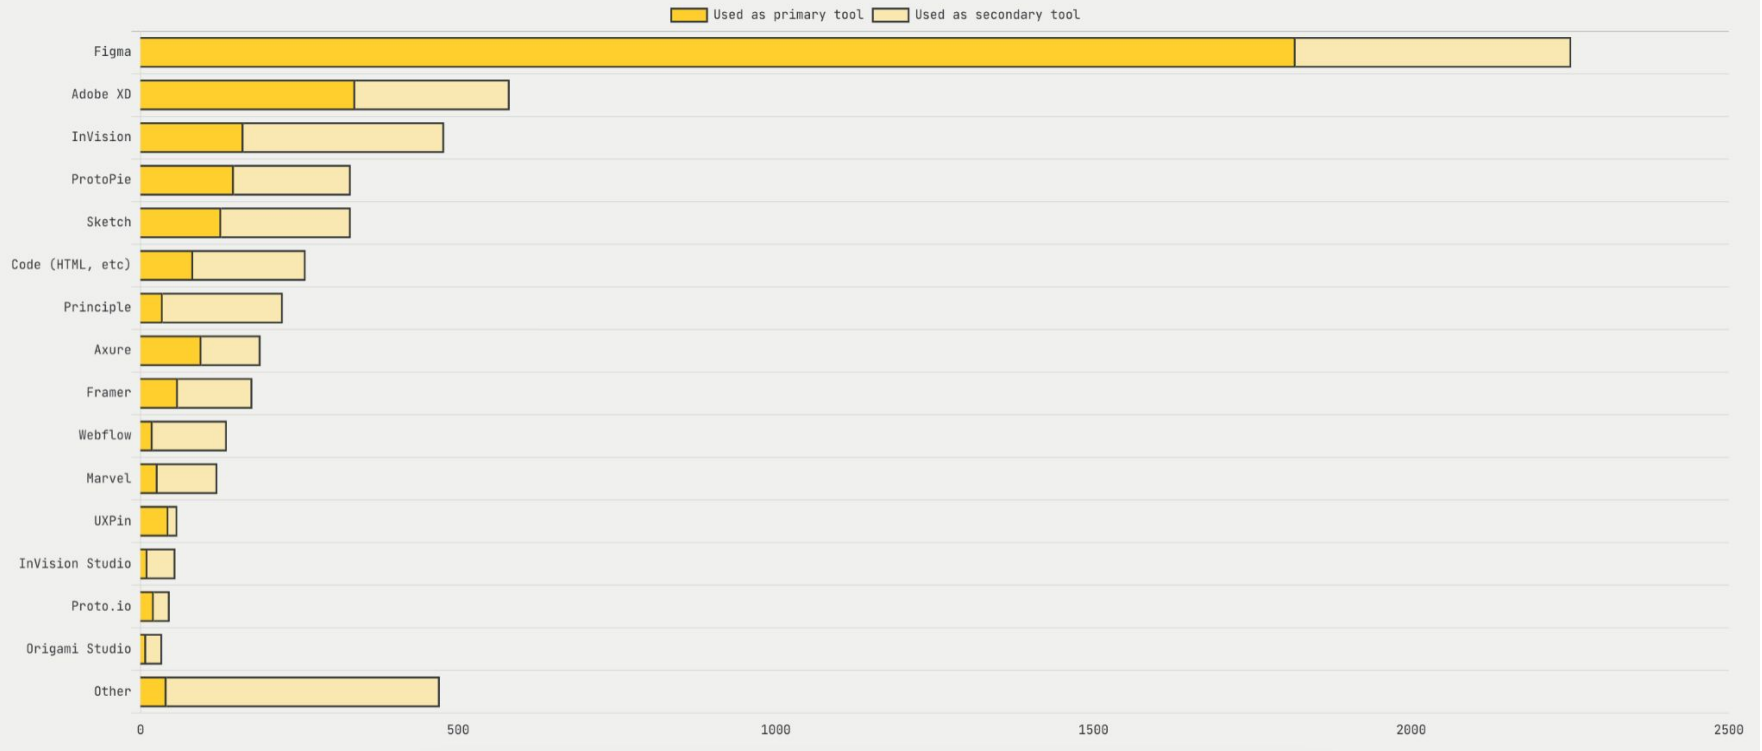 Used as primary tool Used as secondary tool
Figma
Adobe XD
InVision
ProtoPie
Sketch
Code (HTML, etc)
Principle
Axure
Framer
Webflow
Marvel
UXPin
InVision Studio
Proto.io
Origami Studio
Other
0 500 1000 1500 2000 2500